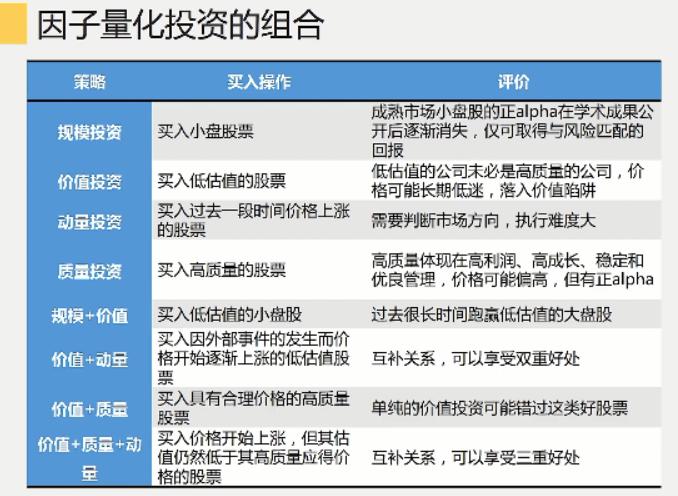 因子量化投资的组合
策略 买入操作 评价
规模投资 买入小盘股票 成熟市场小盘股的正alpha在学术成果公
开后逐渐消失，仅可取得与风险匹配的
回报
价值投资 买入低估值的股票 低估值的公司未必是高质量的公司，价
格可能长期低迷，落入价值陷阱
动量投资 买入过去一段时间价格上涨
的股票 需要判断市场方向，执行难度大
质量投资 买入高质量的股票 高质量体现在高利润、高成长、稳定和
优良管理，价格可能偏高，但有正alpha
规模+价值 买入低估值的小盘股 过去很长时间跑赢低估值的大盘股
价值+动量 买入因外部事件的发生而价
格开始逐渐上涨的低估值股
票 互补关系，可以享受双重好处
价值+质量 买入具有合理价格的高质量
股票 单纯的价值投资可能错过这类好股票
价值+质量+动
量 买入价格开始上涨，但其估
值仍然低于其高质量应得价
格的股票 互补关系，可以享受三重好处